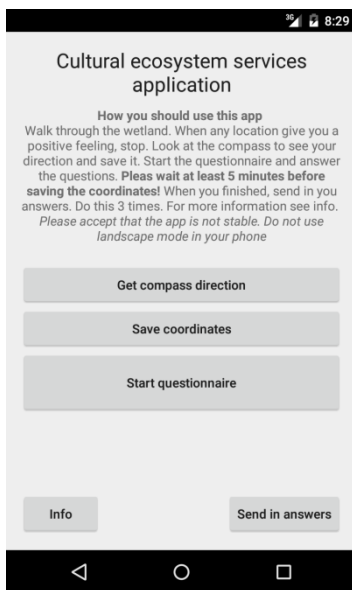 3G 8:29
Cultural ecosystem services
application
How you should use this app
Walk through the wetland. When any location give you a
positive feeling, stop. Look at the compass to see your
direction and save it. Start the questionnaire and answer
the questions. Pleas wait at least 5 minutes before
saving the coordinates! When you finished, send in you
answers. Do this 3 times. For more information see info.
Please accept that the app is not stable. Do not use
landscape mode in your phone
Get compass direction
Save coordinates
Start questionnaire
Info Send in answers